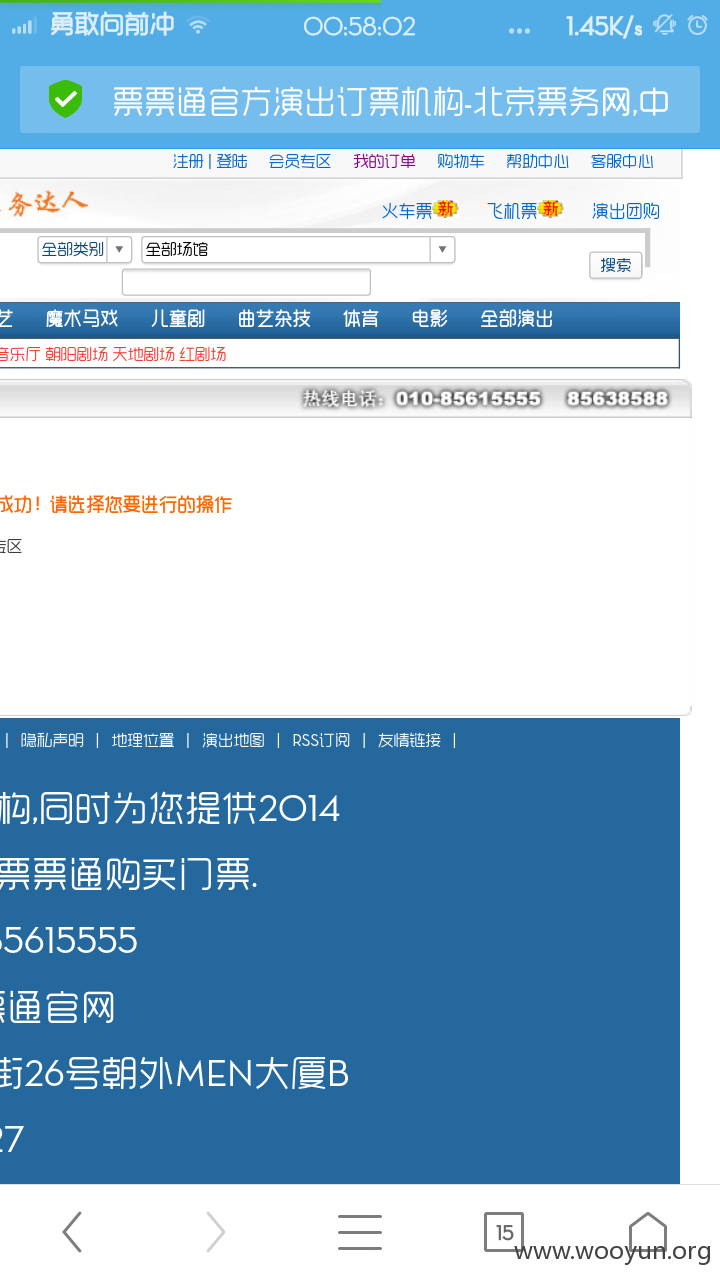 勇敢向前冲 00:58:02 ... 1.45K/s
票票通官方演出订票机构-北京票务网,中
注册 | 登陆 会员专区 我的订单 购物车 帮助中心 客服中心
务达人
火车票新 飞机票新 演出团购
全部类别 全部场馆
搜索
艺 魔术马戏 儿童剧 曲艺杂技 体育 电影 全部演出
音乐厅 朝阳剧场 天地剧场 红剧场
热线电话: 010-85615555 85638588
成功! 请选择您要进行的操作
专区
| 隐私声明 | 地理位置 | 演出地图 | RSS订阅 | 友情链接 |
构,同时为您提供2014
票票通购买门票.
85615555
票通官网
街26号朝外MEN大厦B
27
15
www.wooyun.org